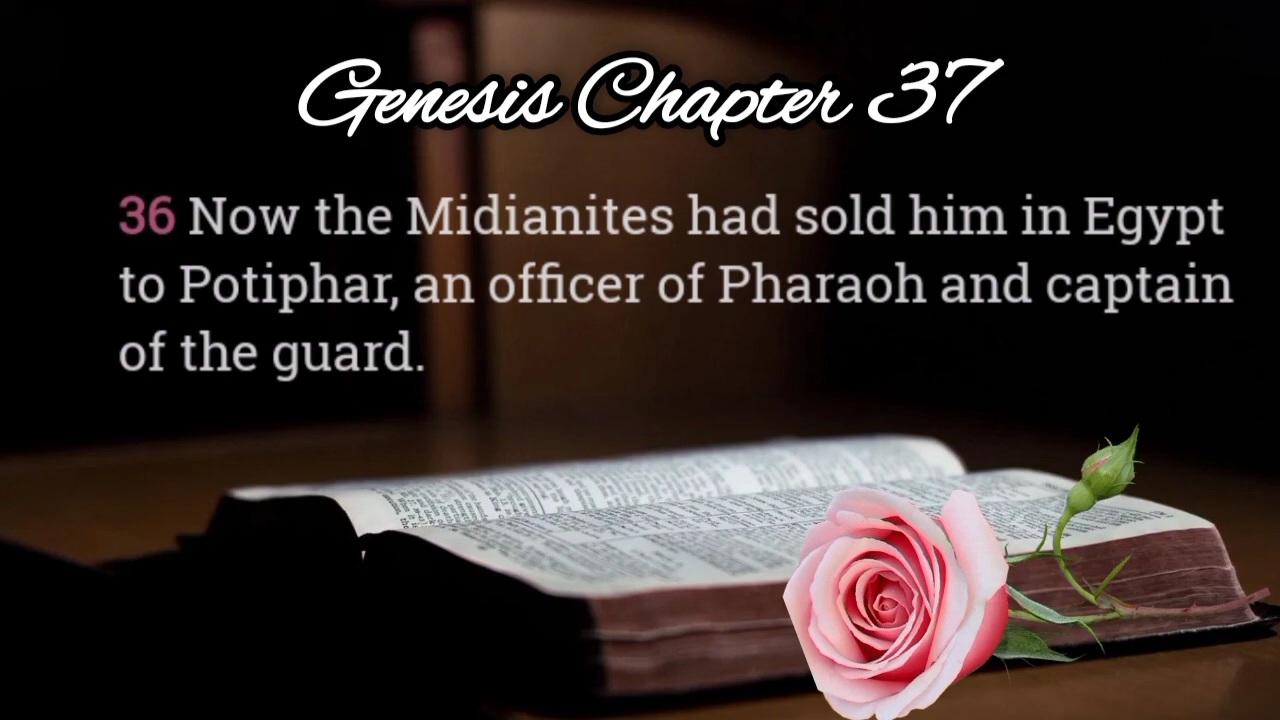 Genesis Chapter 37
36 Now the Midianites had sold him in Egypt
to Potiphar, an officer of Pharaoh and captain
of the guard.